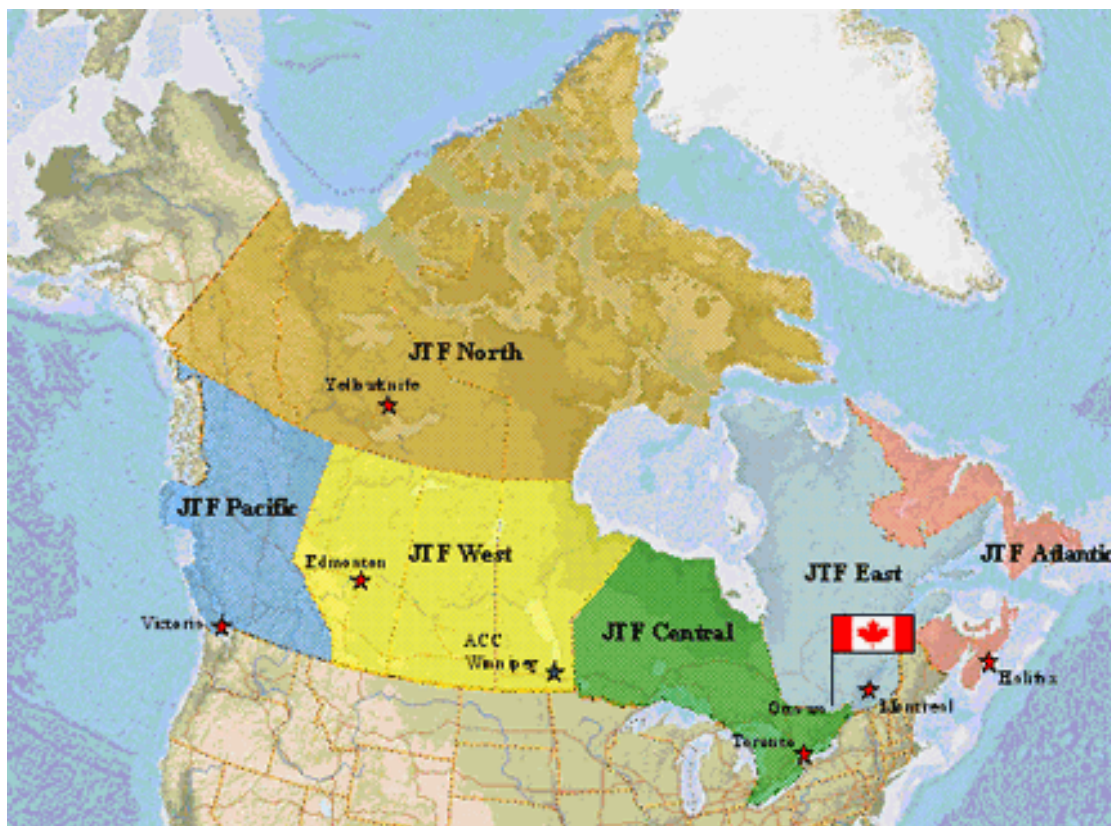 JTF North
Yellowknife
JTF Pacific
JTF West
Edmonton
JTF Atlantic
JTF East
Victoria
ACC
Winnipeg
JTF Central
Halifax
Ottawa
Montreal
Toronto